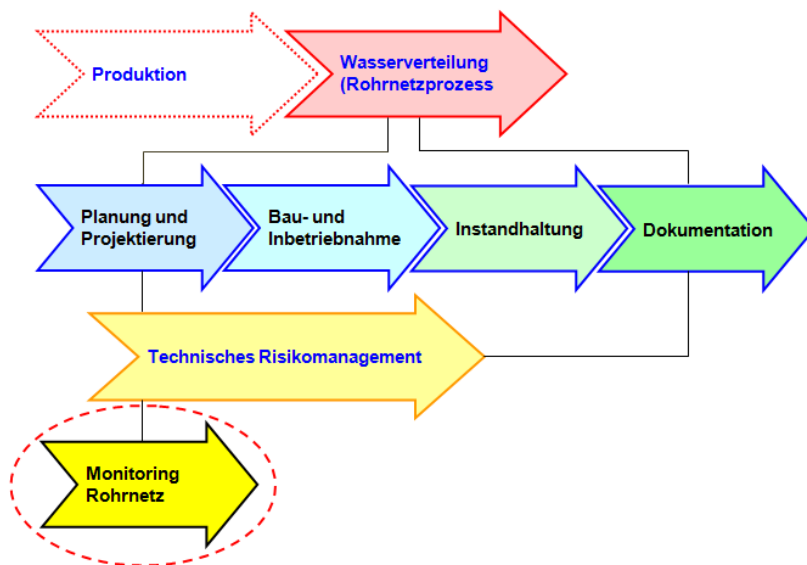 Produktion
Wasserverteilung
(Rohrnetzprozess
Planung und
Projektierung
Bau- und
Inbetriebnahme
Instandhaltung
Dokumentation
Technisches Risikomanagement
Monitoring
Rohrnetz